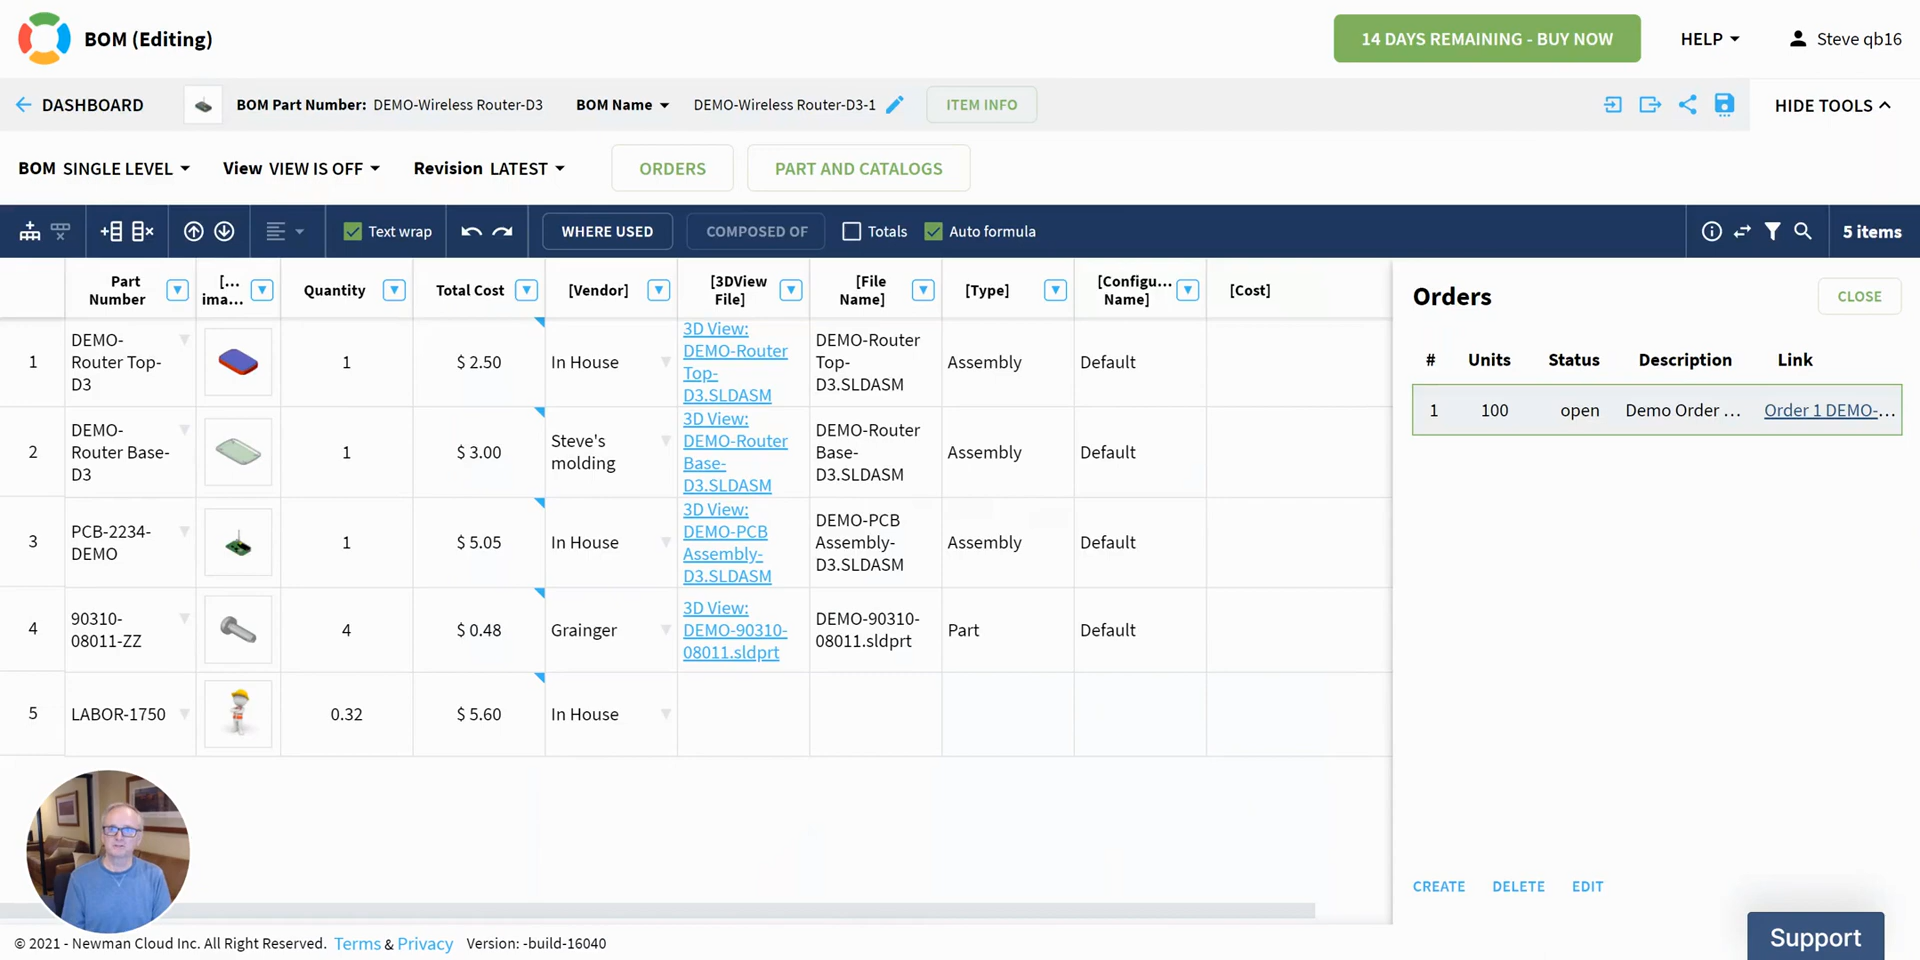 BOM (Editing)
14 DAYS REMAINING - BUY NOW
HELP
Steve qb16
DASHBOARD
BOM Part Number: DEMO-Wireless Router-D3
BOM Name
DEMO-Wireless Router-D3-1
ITEM INFO
HIDE TOOLS
BOM SINGLE LEVEL
View VIEW IS OFF
Revision LATEST
ORDERS
PART AND CATALOGS
Text wrap
WHERE USED
COMPOSED OF
Totals
Auto formula
5 items
Part
Number
[...
ima...
Quantity
Total Cost
[Vendor]
[3DView
File]
[File
Name]
[Type]
[Configu...
Name]
[Cost]
1
DEMO-
Router Top-
D3
1
$ 2.50
In House
3D View:
DEMO-Router
Top-
D3.SLDASM
DEMO-Router
Top-
D3.SLDASM
Assembly
Default
2
DEMO-
Router Base-
D3
1
$ 3.00
Steve's
molding
3D View:
DEMO-Router
Base-
D3.SLDASM
DEMO-Router
Base-
D3.SLDASM
Assembly
Default
3
PCB-2234-
DEMO
1
$ 5.05
In House
3D View:
DEMO-PCB
Assembly-
D3.SLDASM
DEMO-PCB
Assembly-
D3.SLDASM
Assembly
Default
4
90310-
08011-ZZ
4
$ 0.48
Grainger
3D View:
DEMO-90310-
08011.sldprt
DEMO-90310-
08011.sldprt
Part
Default
5
LABOR-1750
0.32
$ 5.60
In House
Orders
CLOSE
# Units Status Description Link
1 100 open Demo Order ... Order 1 DEMO-...
CREATE DELETE EDIT
Support
© 2021 - Newman Cloud Inc. All Right Reserved. Terms & Privacy Version: -build-16040